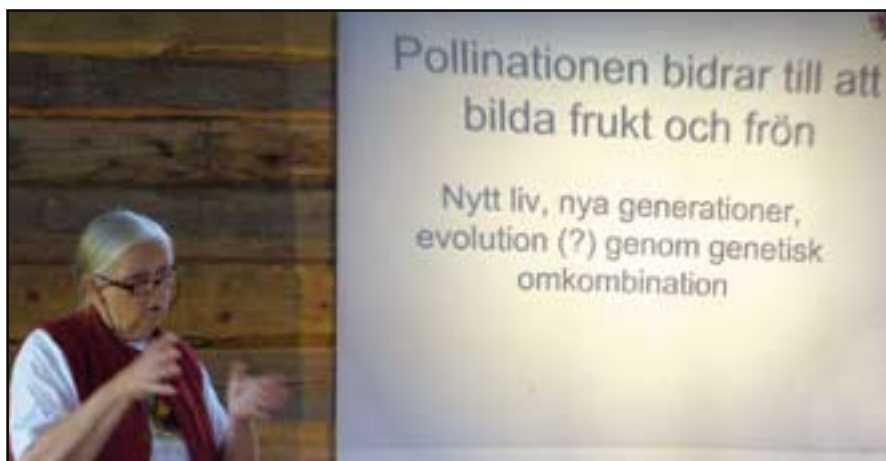 Pollinationen bidrar till att
bilda frukt och frön
Nytt liv, nya generationer,
evolution (?) genom genetisk
omkombination